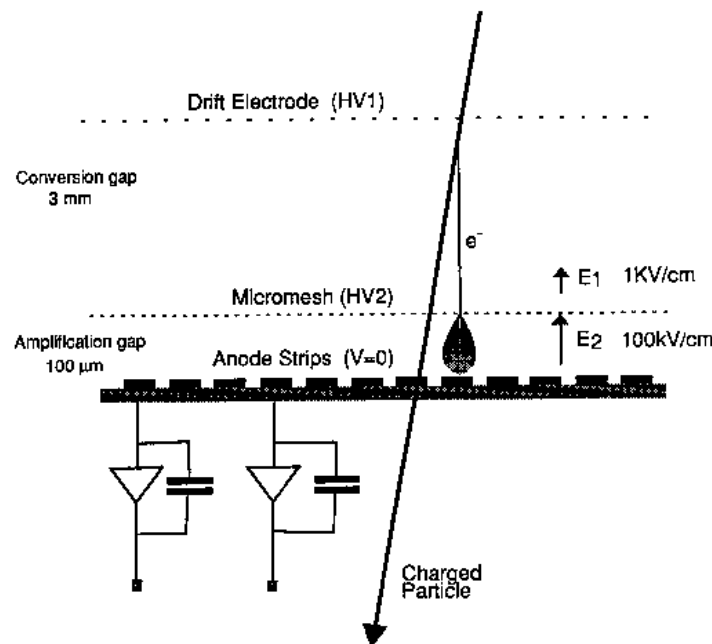 Drift Electrode (HV1)
Conversion gap
3 mm
e⁻
E1 1KV/cm
Micromesh (HV2)
Amplification gap
100 µm
E2 100kV/cm
Anode Strips (V=0)
Charged
Particle